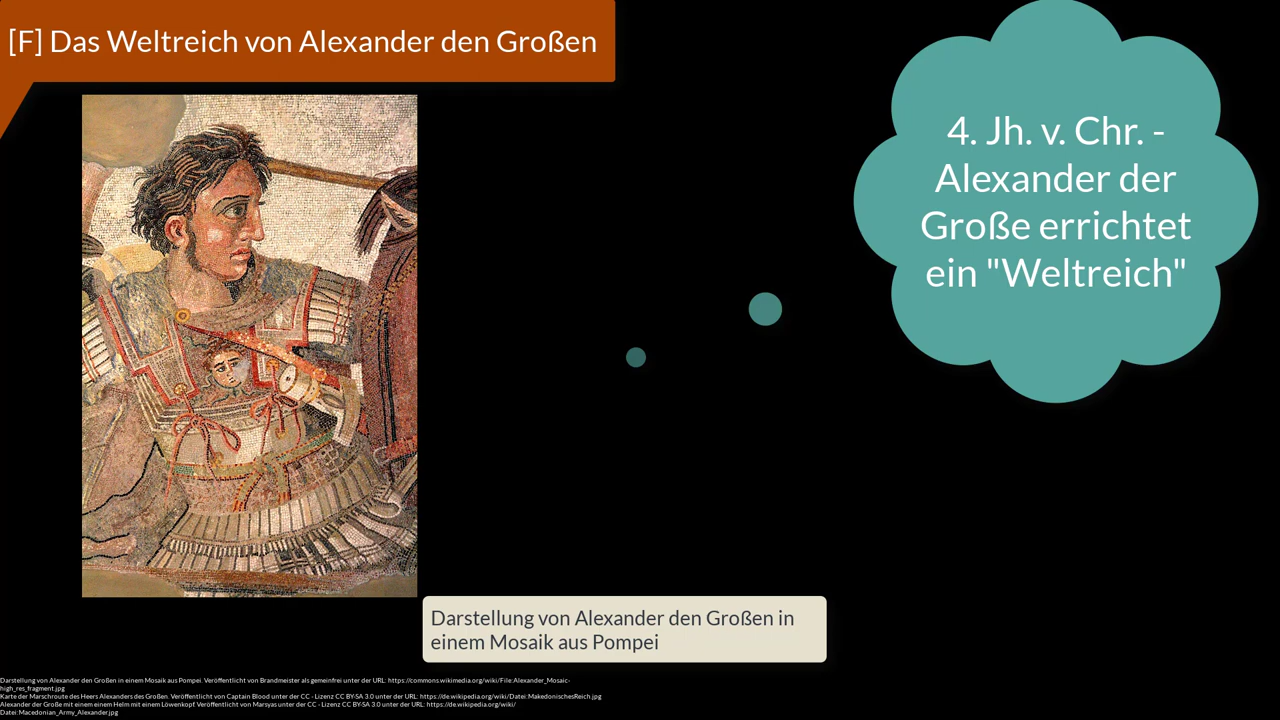 [F] Das Weltreich von Alexander den Großen
4. Jh. v. Chr. -
Alexander der
Große errichtet
ein "Weltreich"
Darstellung von Alexander den Großen in
einem Mosaik aus Pompei
Darstellung von Alexander den Großen in einem Mosaik aus Pompei. Veröffentlicht von Brandmeister als gemeinfrei unter der URL: https://commons.wikimedia.org/wiki/File:Alexander_Mosaic-
high_res_fragment.jpg
Karte der Marschroute des Heers Alexanders des Großen. Veröffentlicht von Captain Blood unter der CC - Lizenz CC BY-SA 3.0 unter der URL: https://de.wikipedia.org/wiki/Datei:MakedonischesReich.jpg
Alexander der Große mit einem einem Helm mit einem Löwenkopf. Veröffentlicht von Marsyas unter der CC - Lizenz CC BY-SA 3.0 unter der URL: https://de.wikipedia.org/wiki/
Datei:Macedonian_Army_Alexander.jpg